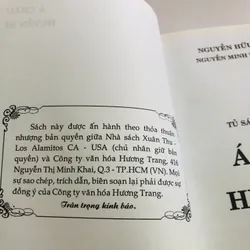 Sách này được ấn hành theo thỏa thuận
nhượng bản quyền giữa Nhà sách Xuân Thu -
Los Alamitos CA - USA (chủ nhân giữ bản
quyền) và Công ty văn hóa Hương Trang, 416
Nguyễn Thị Minh Khai, Q.3 - TP.HCM (VN). Mọi
sự sao chép, trích dẫn, biên soạn lại phải được sự
đồng ý của Công ty văn hóa Hương Trang.
Trân trọng kính báo.
NGUYỄN HŨU
NGUYỄN MINH
TỦ SÁ
Á
H